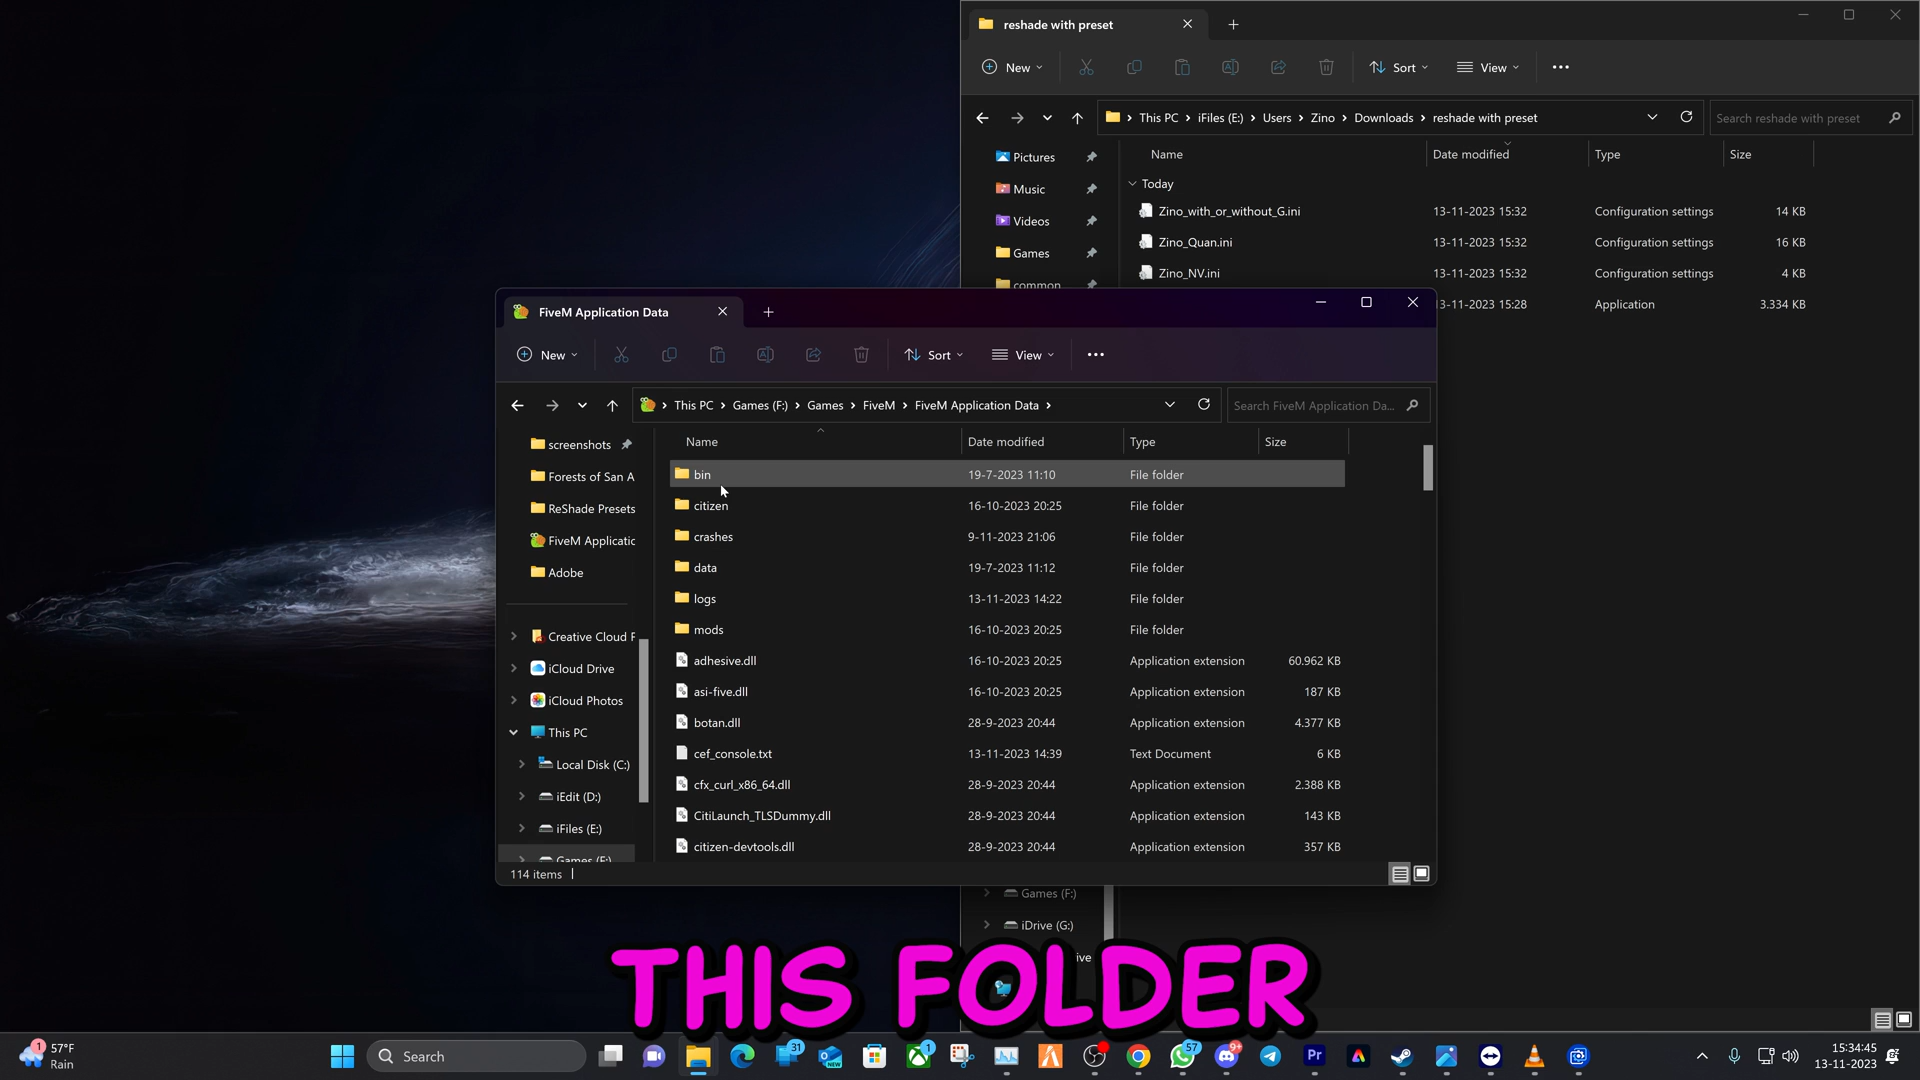 reshade with preset
New
Sort
View
This PC
iFiles (E:)
Users
Zino
Downloads
reshade with preset
Search reshade with preset
Pictures
Music
Videos
Games
common
Name
Date modified
Type
Size
Today
Zino_with_or_without_G.ini 13-11-2023 15:32 Configuration settings 14 KB
Zino_Quan.ini 13-11-2023 15:32 Configuration settings 16 KB
Zino_NV.ini 13-11-2023 15:32 Configuration settings 4 KB
3-11-2023 15:28 Application 3.334 KB
FiveM Application Data
New
Sort
View
This PC
Games (F:)
Games
FiveM
FiveM Application Data
Search FiveM Application Da...
screenshots
Forests of San A
ReShade Presets
FiveM Applicatic
Adobe
Creative Cloud F
iCloud Drive
iCloud Photos
This PC
Local Disk (C:)
iEdit (D:)
iFiles (E:)
Games (F:)
Name Date modified Type Size
bin 19-7-2023 11:10 File folder
citizen 16-10-2023 20:25 File folder
crashes 9-11-2023 21:06 File folder
data 19-7-2023 11:12 File folder
logs 13-11-2023 14:22 File folder
mods 16-10-2023 20:25 File folder
adhesive.dll 16-10-2023 20:25 Application extension 60.962 KB
asi-five.dll 16-10-2023 20:25 Application extension 187 KB
botan.dll 28-9-2023 20:44 Application extension 4.377 KB
cef_console.txt 13-11-2023 14:39 Text Document 6 KB
cfx_curl_x86_64.dll 28-9-2023 20:44 Application extension 2.388 KB
CitiLaunch_TLSDummy.dll 28-9-2023 20:44 Application extension 143 KB
citizen-devtools.dll 28-9-2023 20:44 Application extension 357 KB
114 items
Games (F:)
iDrive (G:)
ive
THIS FOLDER
1
57°F
Rain
Search
31
NEW
1
57
9+
Pr
15:34:45
13-11-2023